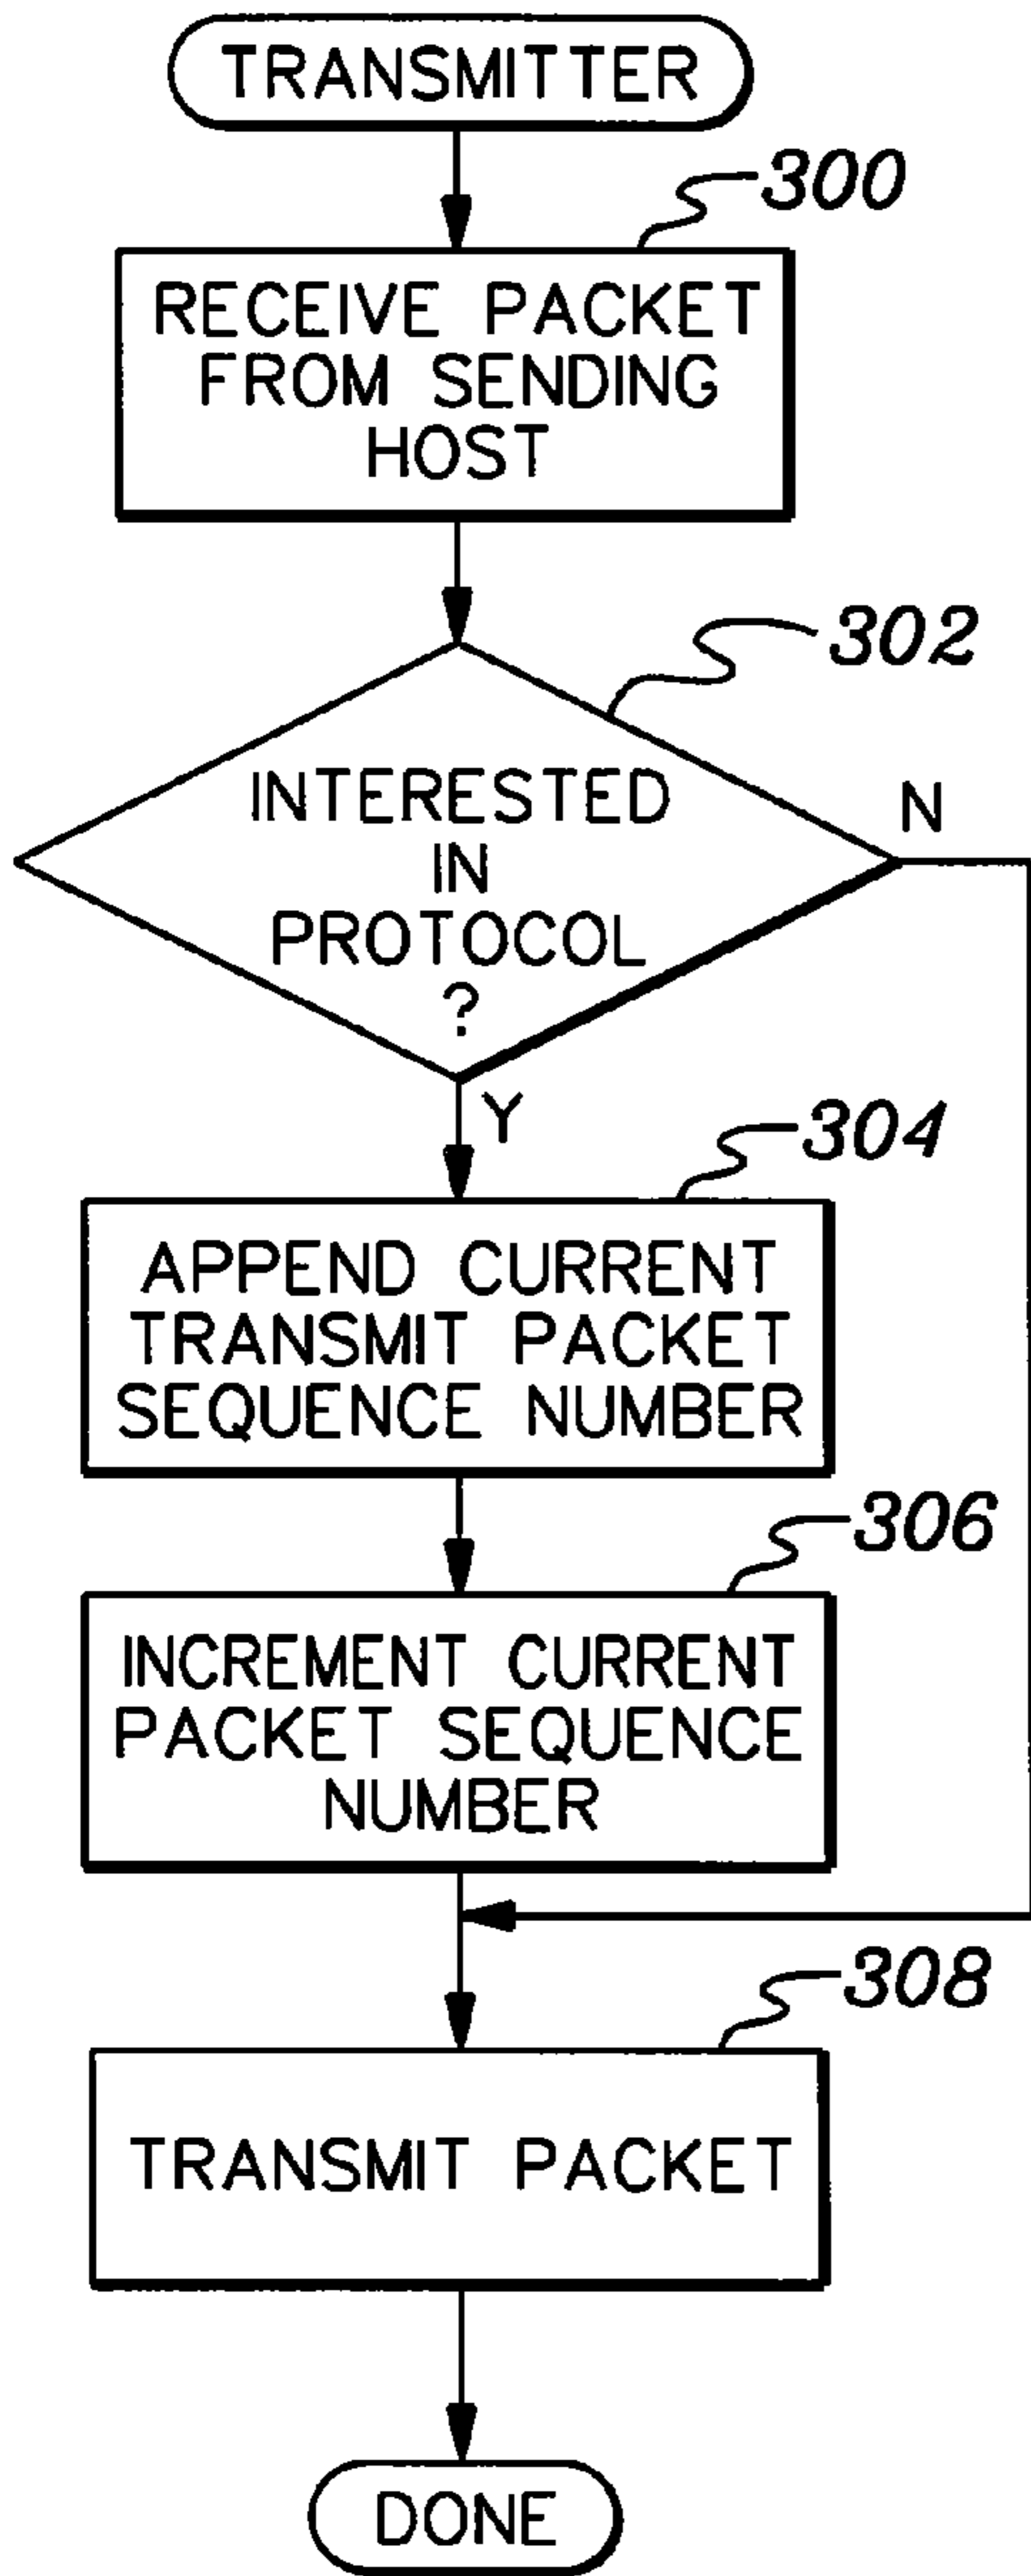 TRANSMITTER
300
RECEIVE PACKET
FROM SENDING
HOST
302
INTERESTED
IN
PROTOCOL
?
N
Y
304
APPEND CURRENT
TRANSMIT PACKET
SEQUENCE NUMBER
306
INCREMENT CURRENT
PACKET SEQUENCE
NUMBER
308
TRANSMIT PACKET
DONE